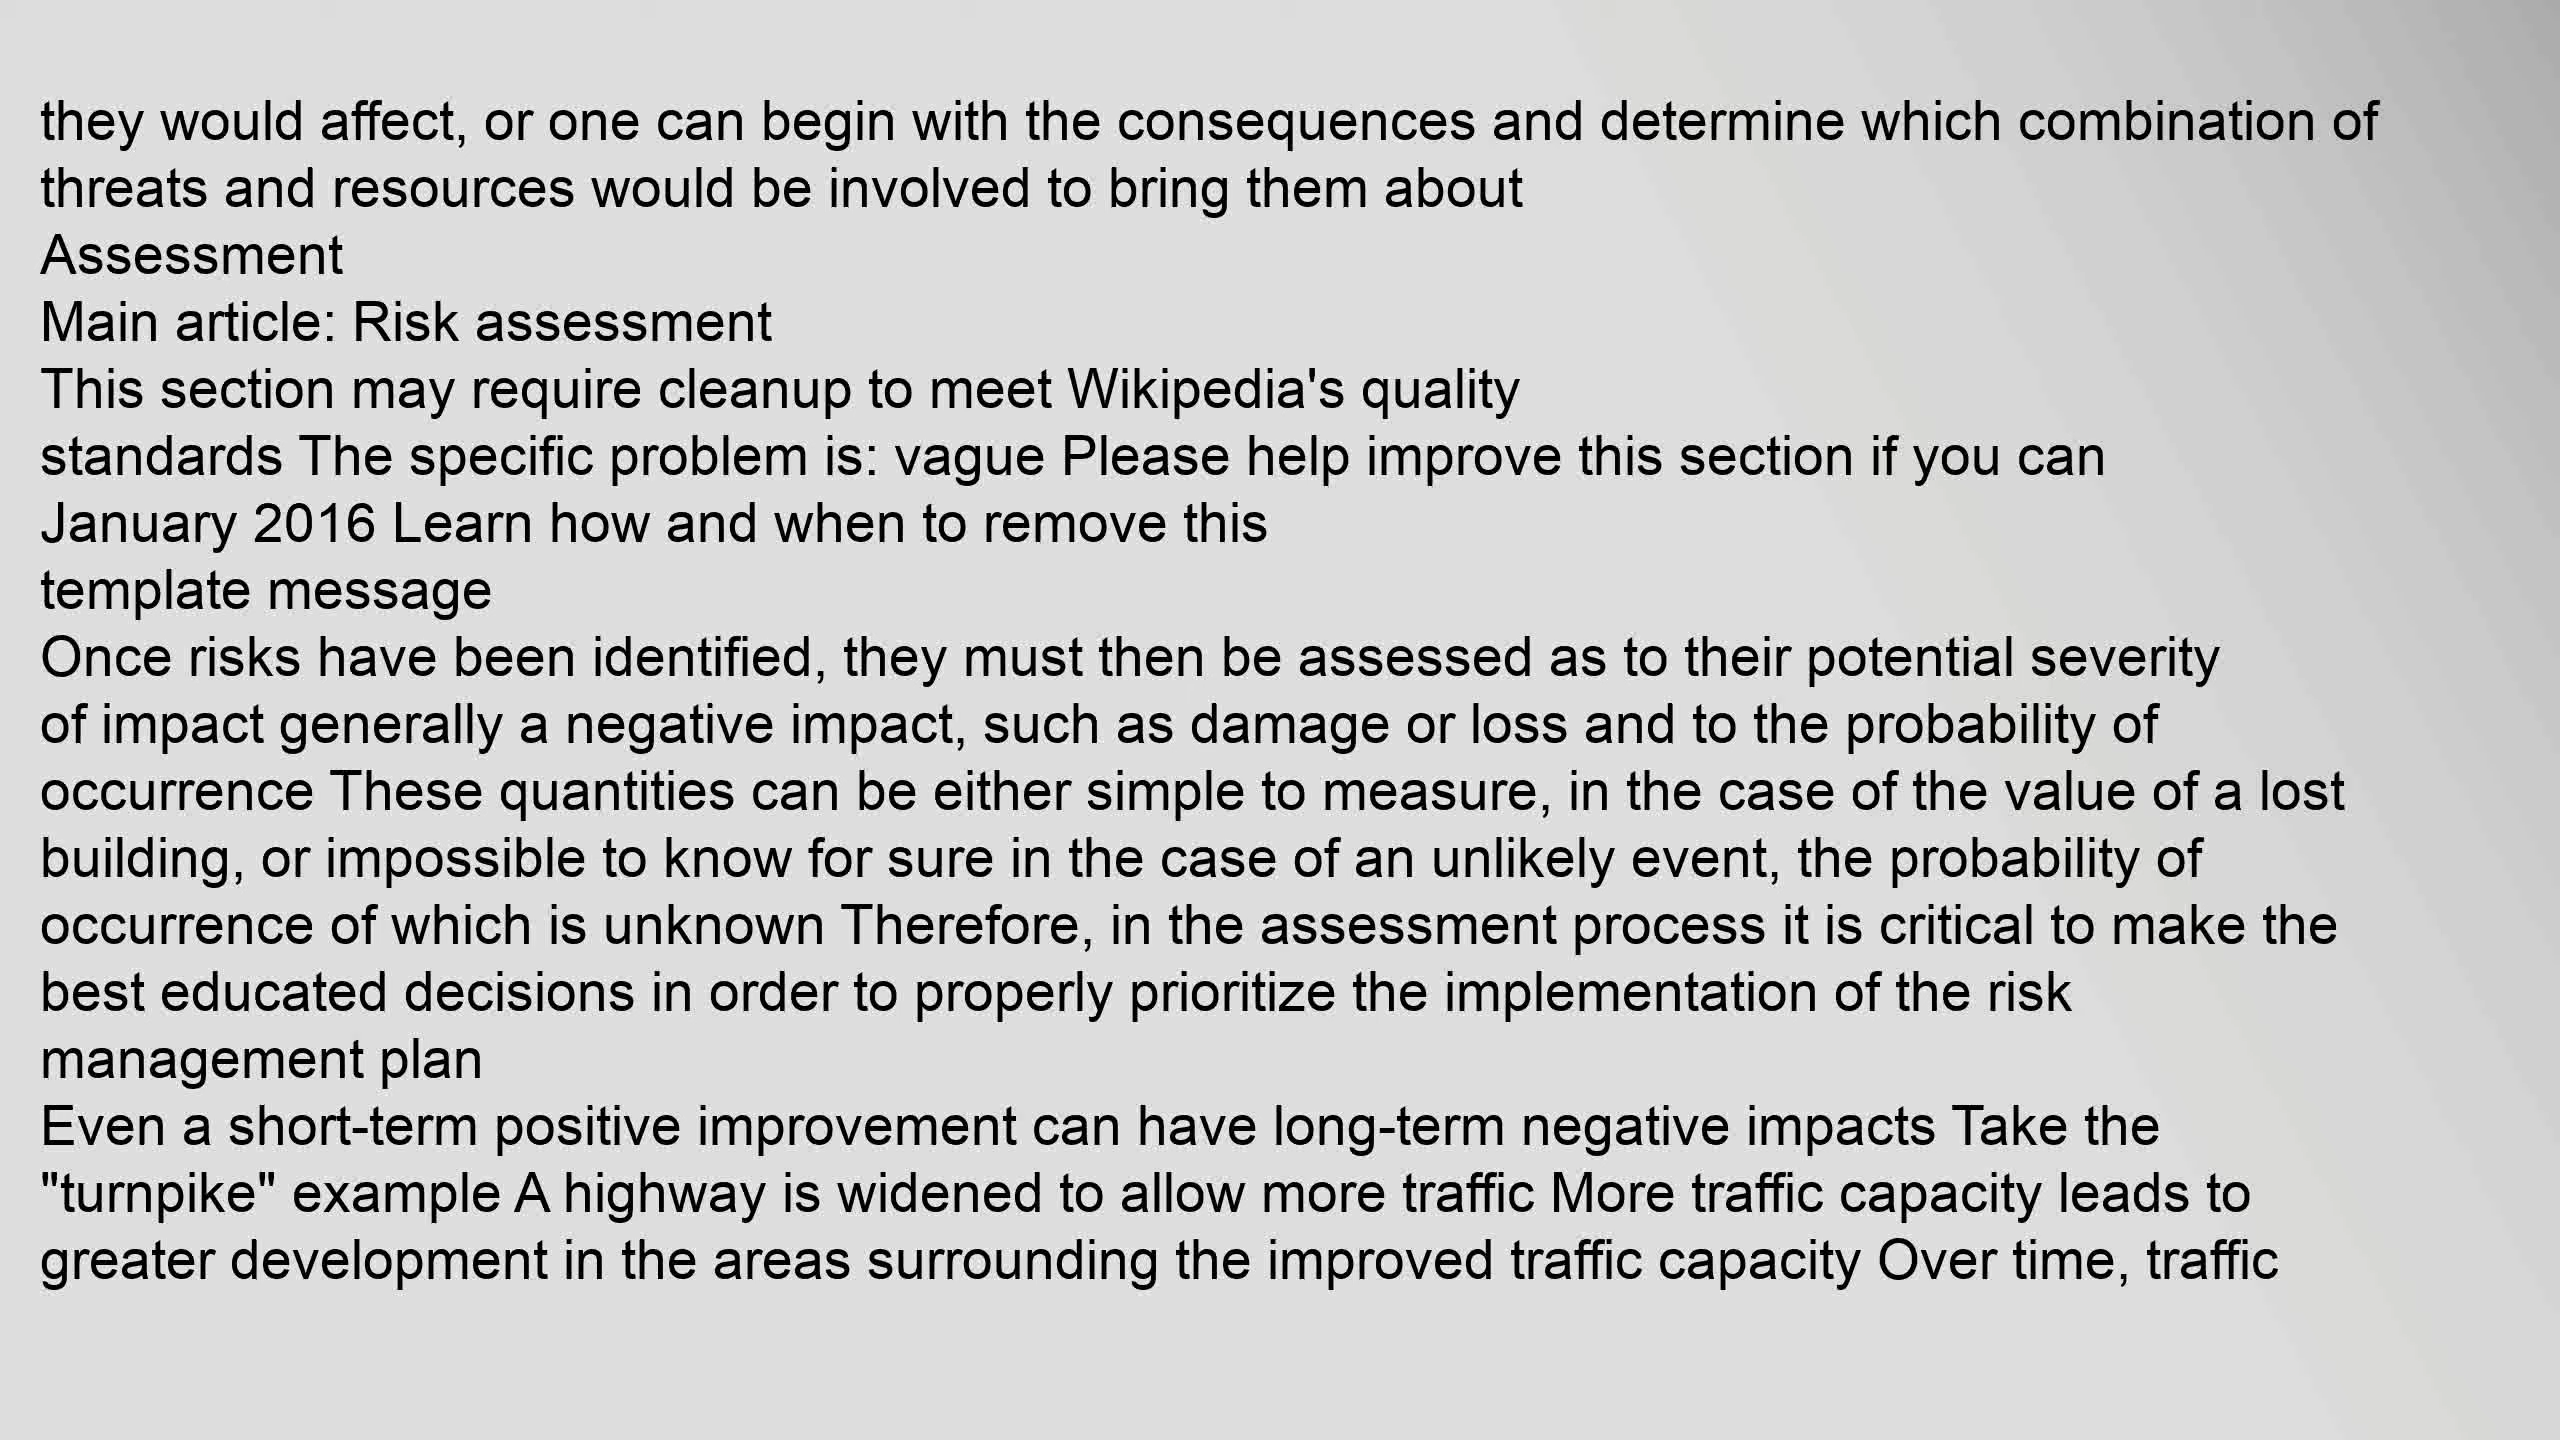 they would affect, or one can begin with the consequences and determine which combination of
threats and resources would be involved to bring them about
Assessment
Main article: Risk assessment
This section may require cleanup to meet Wikipedia's quality
standards The specific problem is: vague Please help improve this section if you can
January 2016 Learn how and when to remove this
template message
Once risks have been identified, they must then be assessed as to their potential severity
of impact generally a negative impact, such as damage or loss and to the probability of
occurrence These quantities can be either simple to measure, in the case of the value of a lost
building, or impossible to know for sure in the case of an unlikely event, the probability of
occurrence of which is unknown Therefore, in the assessment process it is critical to make the
best educated decisions in order to properly prioritize the implementation of the risk
management plan
Even a short-term positive improvement can have long-term negative impacts Take the
"turnpike" example A highway is widened to allow more traffic More traffic capacity leads to
greater development in the areas surrounding the improved traffic capacity Over time, traffic